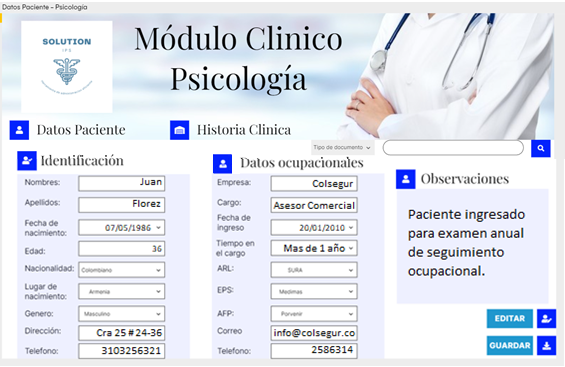 Datos Paciente - Psicología
SOLUTION
IPS
Módulo Clinico
Psicología
Datos Paciente
Historia Clinica
Tipo de documento
Identificación
Nombres: Juan
Apellidos: Florez
Fecha de nacimiento: 07/05/1986
Edad: 36
Nacionalidad: Colombiano
Lugar de nacimiento: Armenia
Genero: Masculino
Dirección: Cra 25 #24-36
Telefono: 3103256321
Datos ocupacionales
Empresa: Colsegur
Cargo: Asesor Comercial
Fecha de ingreso 20/01/2010
Tiempo en el cargo Mas de 1 año
ARL: SURA
EPS: Medimas
AFP: Porvenir
Correo info@colsegur.co
Telefono: 2586314
Observaciones
Paciente ingresado
para examen anual
de seguimiento
ocupacional.
EDITAR
GUARDAR